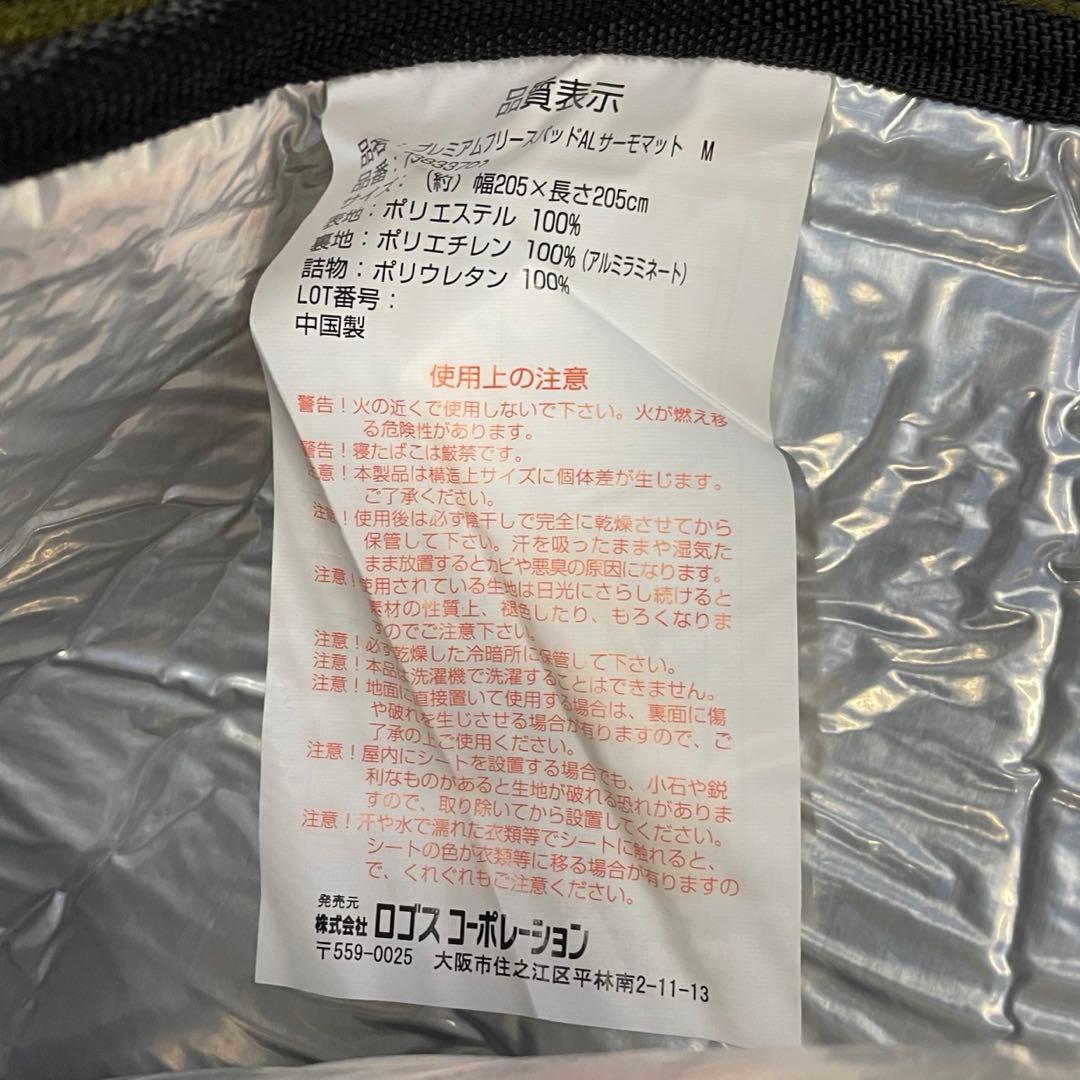 品質表示
品名：プレミアムフリースパッドALサーモマット M
品番：
サイズ：（約）幅205×長さ205cm
表地：ポリエステル 100%
裏地：ポリエチレン 100%（アルミラミネート）
詰物：ポリウレタン 100%
LOT番号：
中国製
使用上の注意
警告！火の近くで使用しないで下さい。火が燃え移
る危険性があります。
警告！寝たばこは厳禁です。
注意！本製品は構造上サイズに個体差が生じます。
ご了承ください。
注意！使用後は必ず陰干しで完全に乾燥させてから
保管して下さい。汗を吸ったままや湿気た
まま放置するとカビや悪臭の原因になります。
注意！使用されている生地は日光にさらし続けると
素材の性質上、褪色したり、もろくなりま
すのでご注意下さい。
注意！必ず乾燥した冷暗所に保管して下さい。
注意！本品は洗濯機で洗濯することはできません。
注意！地面に直接置いて使用する場合は、裏面に傷
や破れを生じさせる場合が有りますので、ご
了承の上ご使用ください。
注意！屋内にシートを設置する場合でも、小石や鋭
利なものがあると生地が破れる恐れがありま
すので、取り除いてから設置してください。
注意！汗や水で濡れた衣類等でシートに触れると、
シートの色が衣類等に移る場合が有りますの
で、くれぐれもご注意ください。
発売元
株式会社 ロゴス コーポレーション
〒559-0025 大阪市住之江区平林南2-11-13